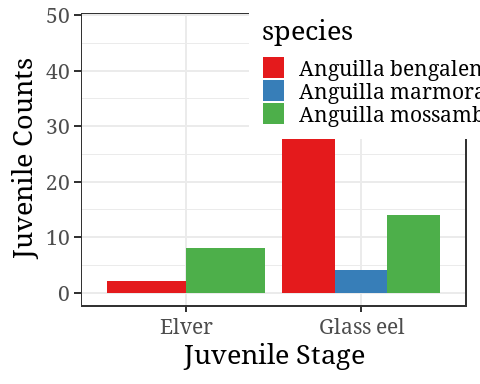 species
Anguilla bengalen
Anguilla marmora
Anguilla mossamb
Juvenile Counts
50
40
30
20
10
0
Elver Glass eel
Juvenile Stage